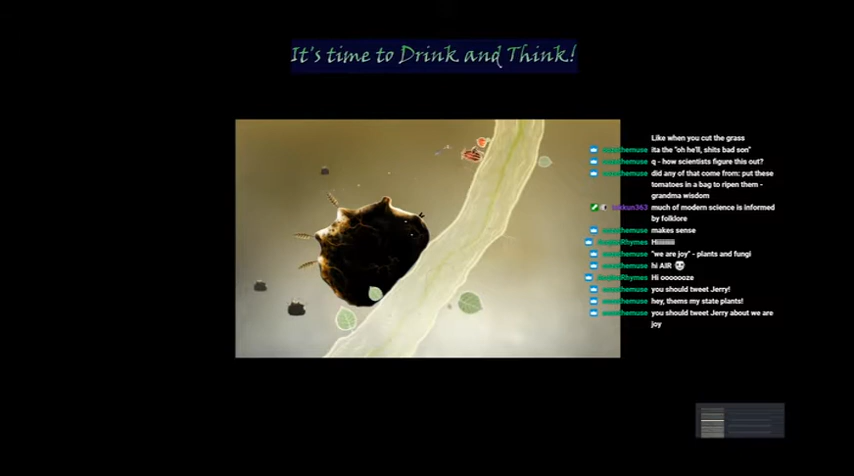 It's time to Drink and Think!
Like when you cut the grass
ita the "oh he'll, shits bad son"
q - how scientists figure this out?
did any of that come from: put these
tomatoes in a bag to ripen them -
grandma wisdom
much of modern science is informed
by folklore
makes sense
Hiiiiiiii
"we are joy" - plants and fungi
hi AIR
Hi ooooooze
you should tweet Jerry!
hey, thems my state plants!
you should tweet Jerry about we are
joy